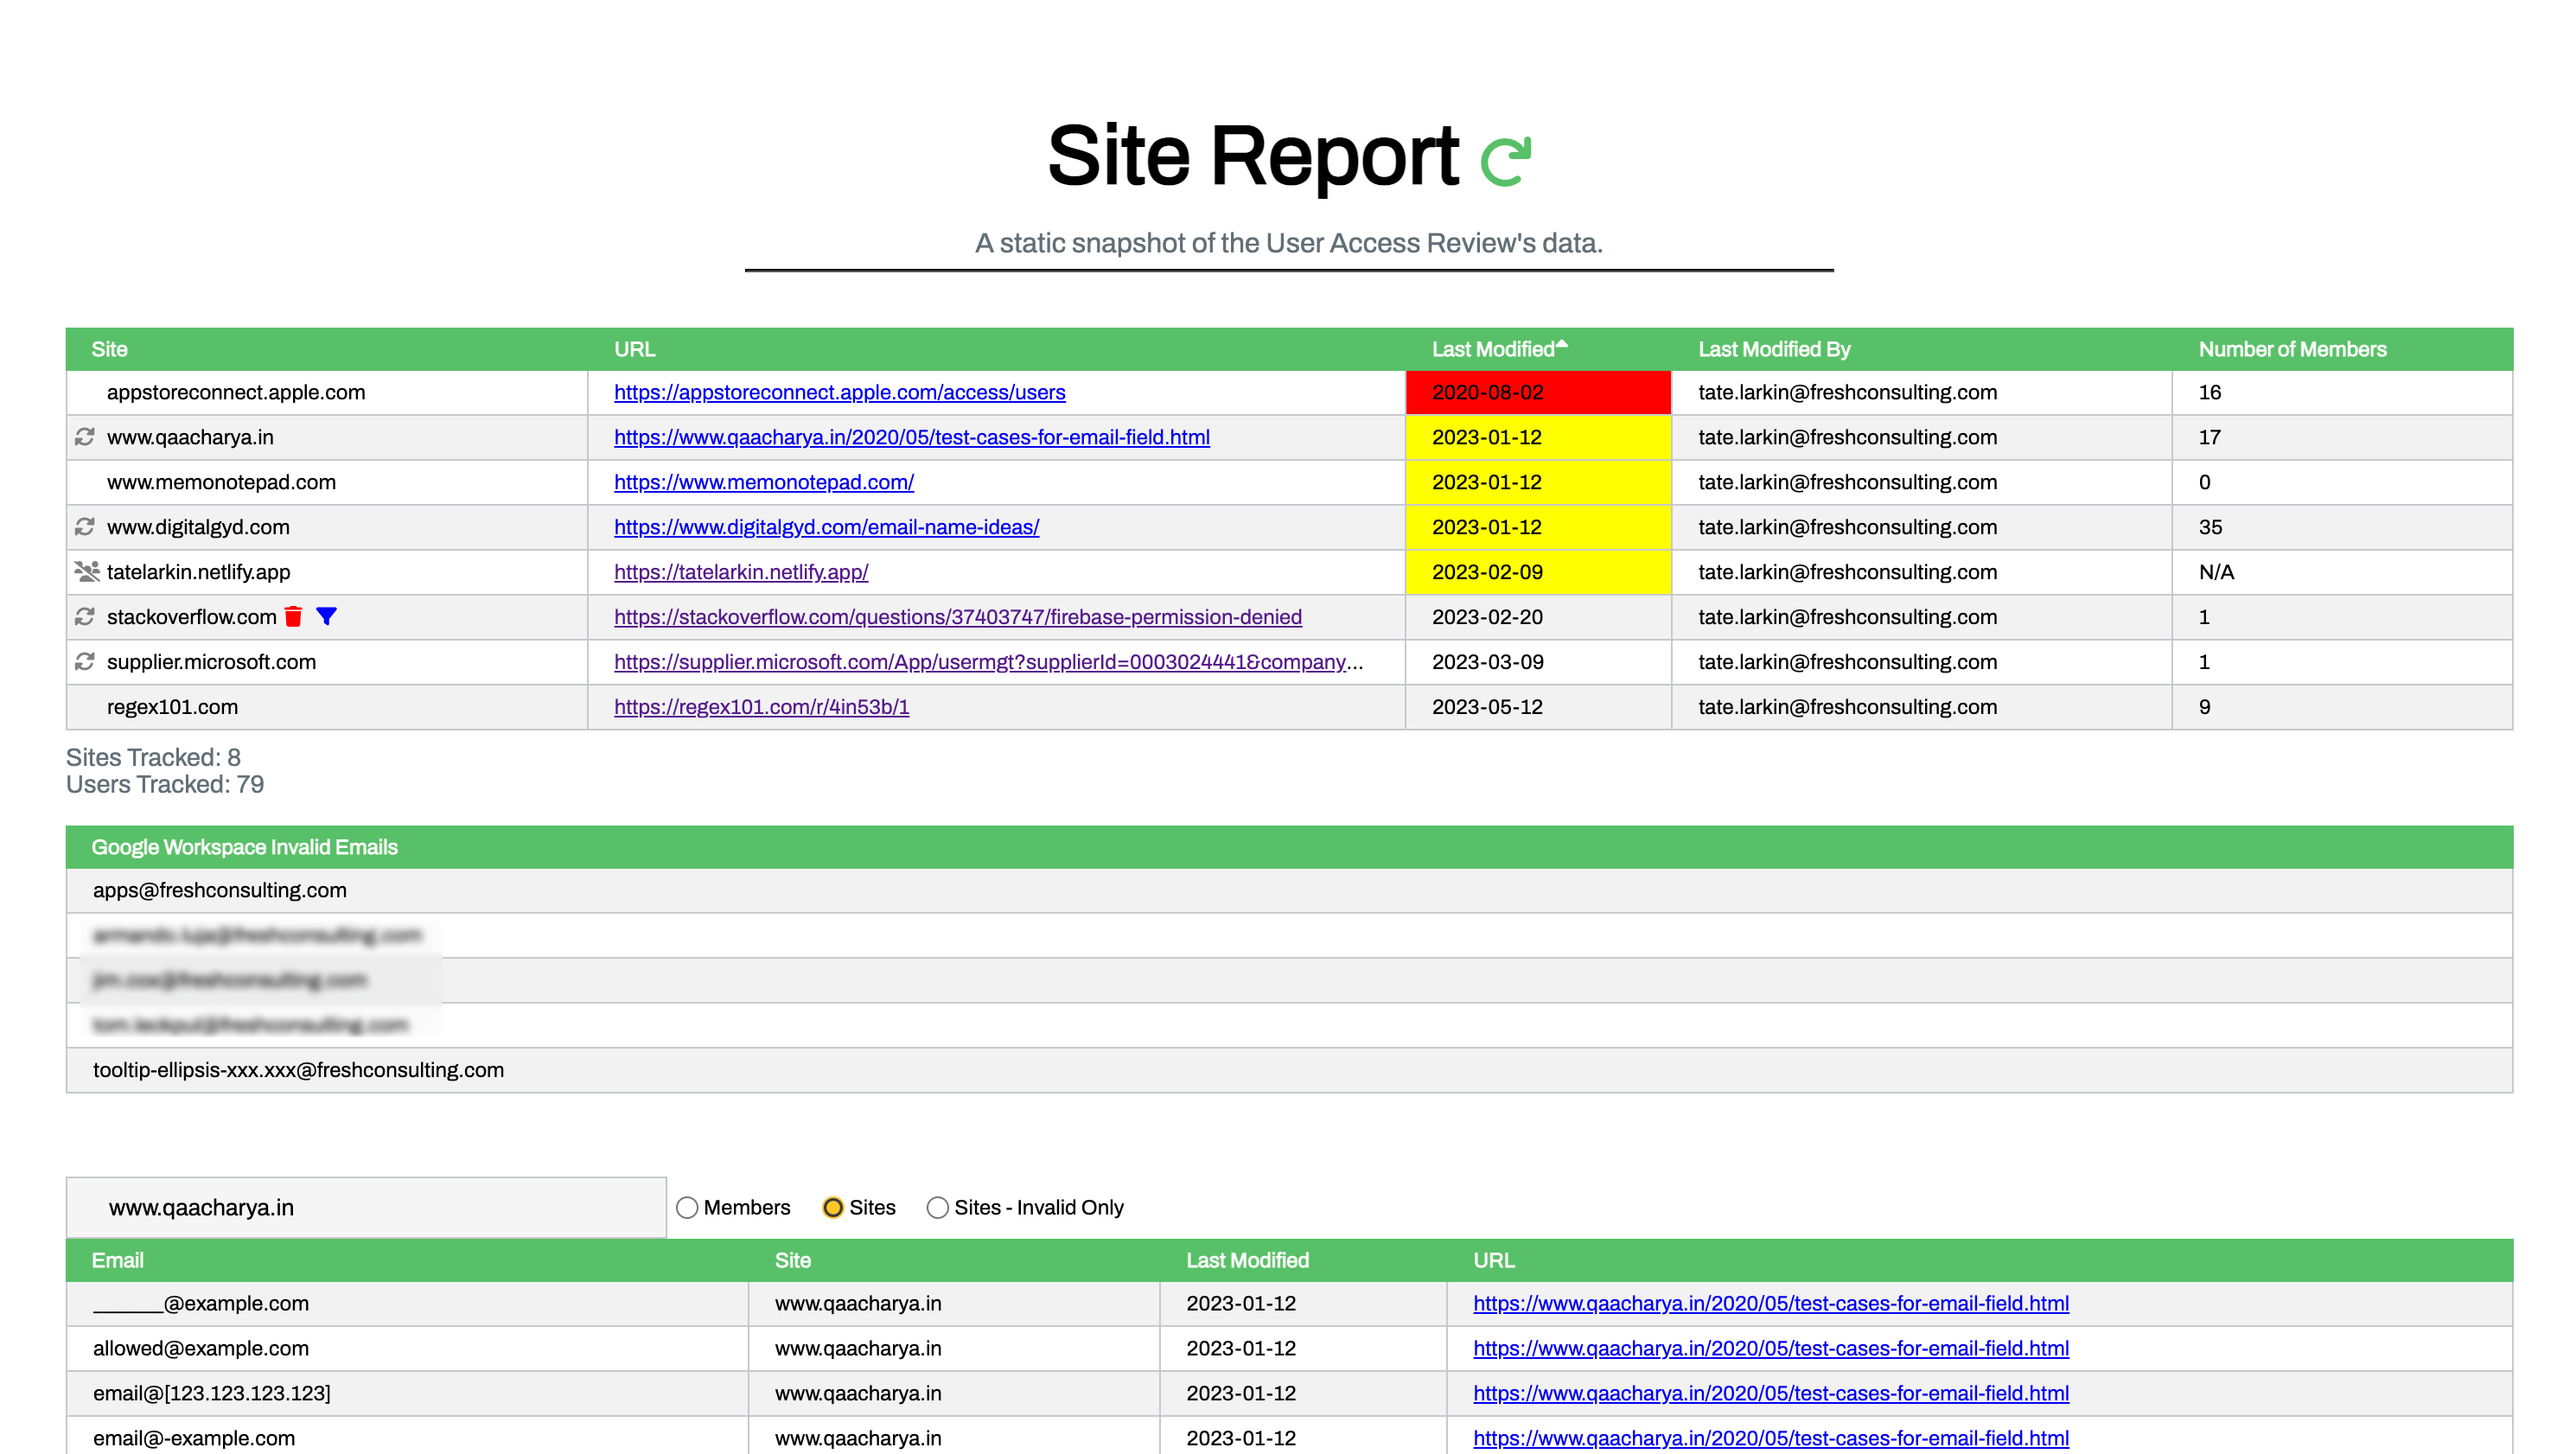 Site Report
A static snapshot of the User Access Review's data.
Site URL Last Modified Last Modified By Number of Members
appstoreconnect.apple.com https://appstoreconnect.apple.com/access/users 2020-08-02 tate.larkin@freshconsulting.com 16
www.qaacharya.in https://www.qaacharya.in/2020/05/test-cases-for-email-field.html 2023-01-12 tate.larkin@freshconsulting.com 17
www.memonotepad.com https://www.memonotepad.com/ 2023-01-12 tate.larkin@freshconsulting.com 0
www.digitalgyd.com https://www.digitalgyd.com/email-name-ideas/ 2023-01-12 tate.larkin@freshconsulting.com 35
tatelarkin.netlify.app https://tatelarkin.netlify.app/ 2023-02-09 tate.larkin@freshconsulting.com N/A
stackoverflow.com https://stackoverflow.com/questions/37403747/firebase-permission-denied 2023-02-20 tate.larkin@freshconsulting.com 1
supplier.microsoft.com https://supplier.microsoft.com/App/usermgt?supplierId=0003024441&company... 2023-03-09 tate.larkin@freshconsulting.com 1
regex101.com https://regex101.com/r/4in53b/1 2023-05-12 tate.larkin@freshconsulting.com 9
Sites Tracked: 8
Users Tracked: 79
Google Workspace Invalid Emails
apps@freshconsulting.com
tooltip-ellipsis-xxx.xxx@freshconsulting.com
www.qaacharya.in Members Sites Sites - Invalid Only
Email Site Last Modified URL
______@example.com www.qaacharya.in 2023-01-12 https://www.qaacharya.in/2020/05/test-cases-for-email-field.html
allowed@example.com www.qaacharya.in 2023-01-12 https://www.qaacharya.in/2020/05/test-cases-for-email-field.html
email@[123.123.123.123] www.qaacharya.in 2023-01-12 https://www.qaacharya.in/2020/05/test-cases-for-email-field.html
email@-example.com www.qaacharya.in 2023-01-12 https://www.qaacharya.in/2020/05/test-cases-for-email-field.html